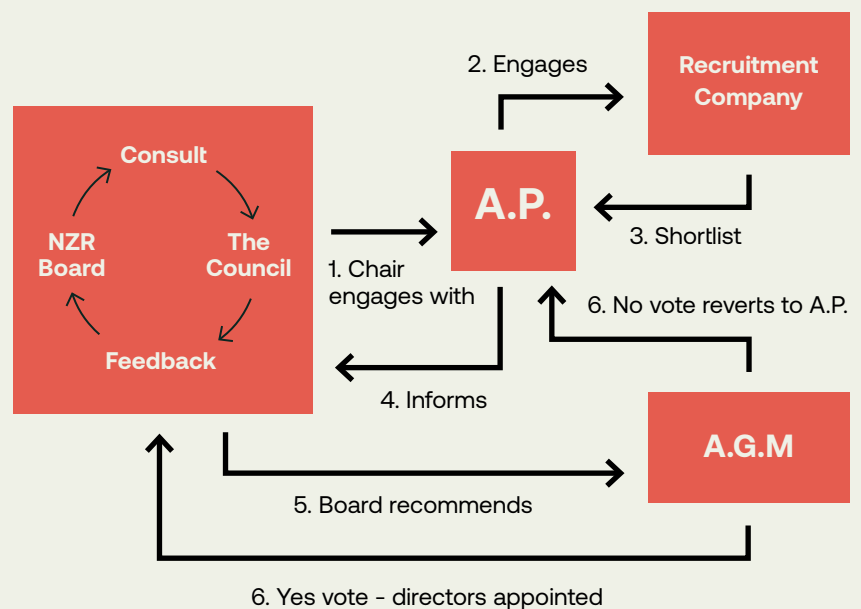 2. Engages
Recruitment
Company
Consult
NZR
Board
The
Council
Feedback
A.P.
3. Shortlist
1. Chair
engages with
6. No vote reverts to A.P.
4. Informs
A.G.M
5. Board recommends
6. Yes vote - directors appointed